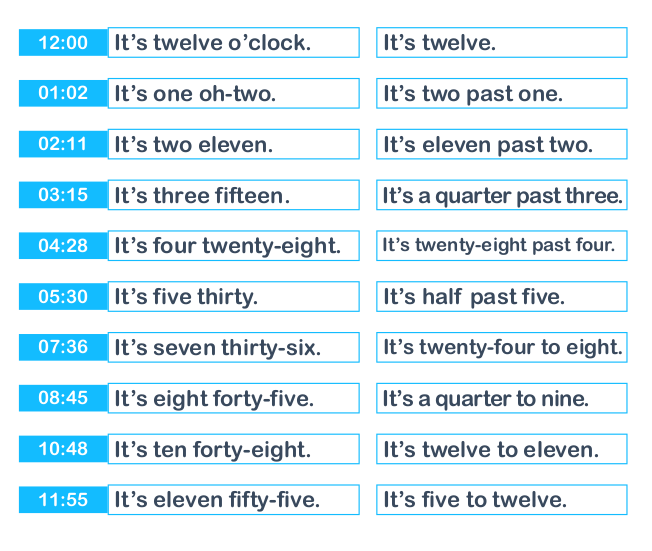 12:00 It’s twelve o’clock. It’s twelve.
01:02 It’s one oh-two. It’s two past one.
02:11 It’s two eleven. It’s eleven past two.
03:15 It’s three fifteen. It’s a quarter past three.
04:28 It’s four twenty-eight. It’s twenty-eight past four.
05:30 It’s five thirty. It’s half past five.
07:36 It’s seven thirty-six. It’s twenty-four to eight.
08:45 It’s eight forty-five. It’s a quarter to nine.
10:48 It’s ten forty-eight. It’s twelve to eleven.
11:55 It’s eleven fifty-five. It’s five to twelve.